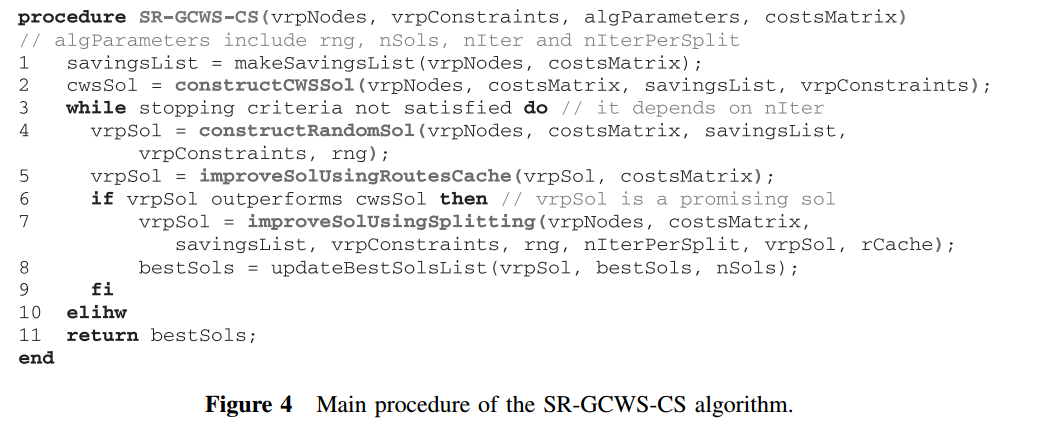 procedure SR-GCWS-CS(vrpNodes, vrpConstraints, algParameters, costsMatrix)
// algParameters include rng, nSols, nIter and nIterPerSplit
1 savingsList = makeSavingsList(vrpNodes, costsMatrix);
2 cwsSol = constructCWSSol(vrpNodes, costsMatrix, savingsList, vrpConstraints);
3 while stopping criteria not satisfied do // it depends on nIter
4 vrpSol = constructRandomSol(vrpNodes, costsMatrix, savingsList,
vrpConstraints, rng);
5 vrpSol = improveSolUsingRoutesCache(vrpSol, costsMatrix);
6 if vrpSol outperforms cwsSol then // vrpSol is a promising sol
7 vrpSol = improveSolUsingSplitting(vrpNodes, costsMatrix,
savingsList, vrpConstraints, rng, nIterPerSplit, vrpSol, rCache);
8 bestSols = updateBestSolsList(vrpSol, bestSols, nSols);
9 fi
10 elihw
11 return bestSols;
end
Figure 4 Main procedure of the SR-GCWS-CS algorithm.